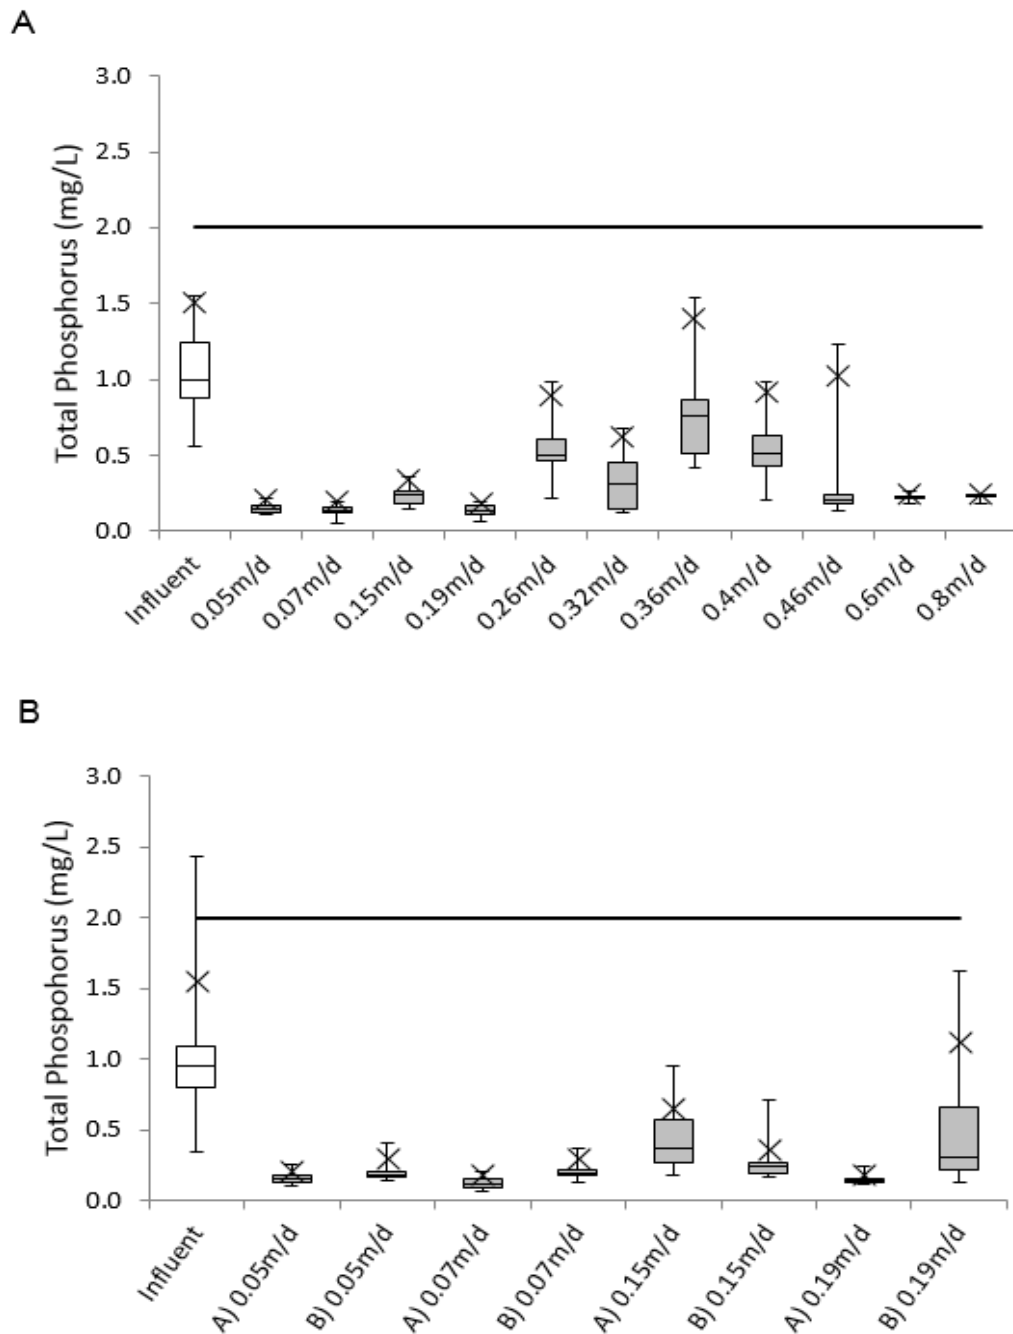 A
Total Phosphorus (mg/L)
3.0
2.5
2.0
1.5
1.0
0.5
0.0
Influent
0.05m/d
0.07m/d
0.15m/d
0.19m/d
0.26m/d
0.32m/d
0.36m/d
0.4m/d
0.46m/d
0.6m/d
0.8m/d
B
Total Phospohorus (mg/L)
3.0
2.5
2.0
1.5
1.0
0.5
0.0
Influent
A) 0.05m/d
B) 0.05m/d
A) 0.07m/d
B) 0.07m/d
A) 0.15m/d
B) 0.15m/d
A) 0.19m/d
B) 0.19m/d